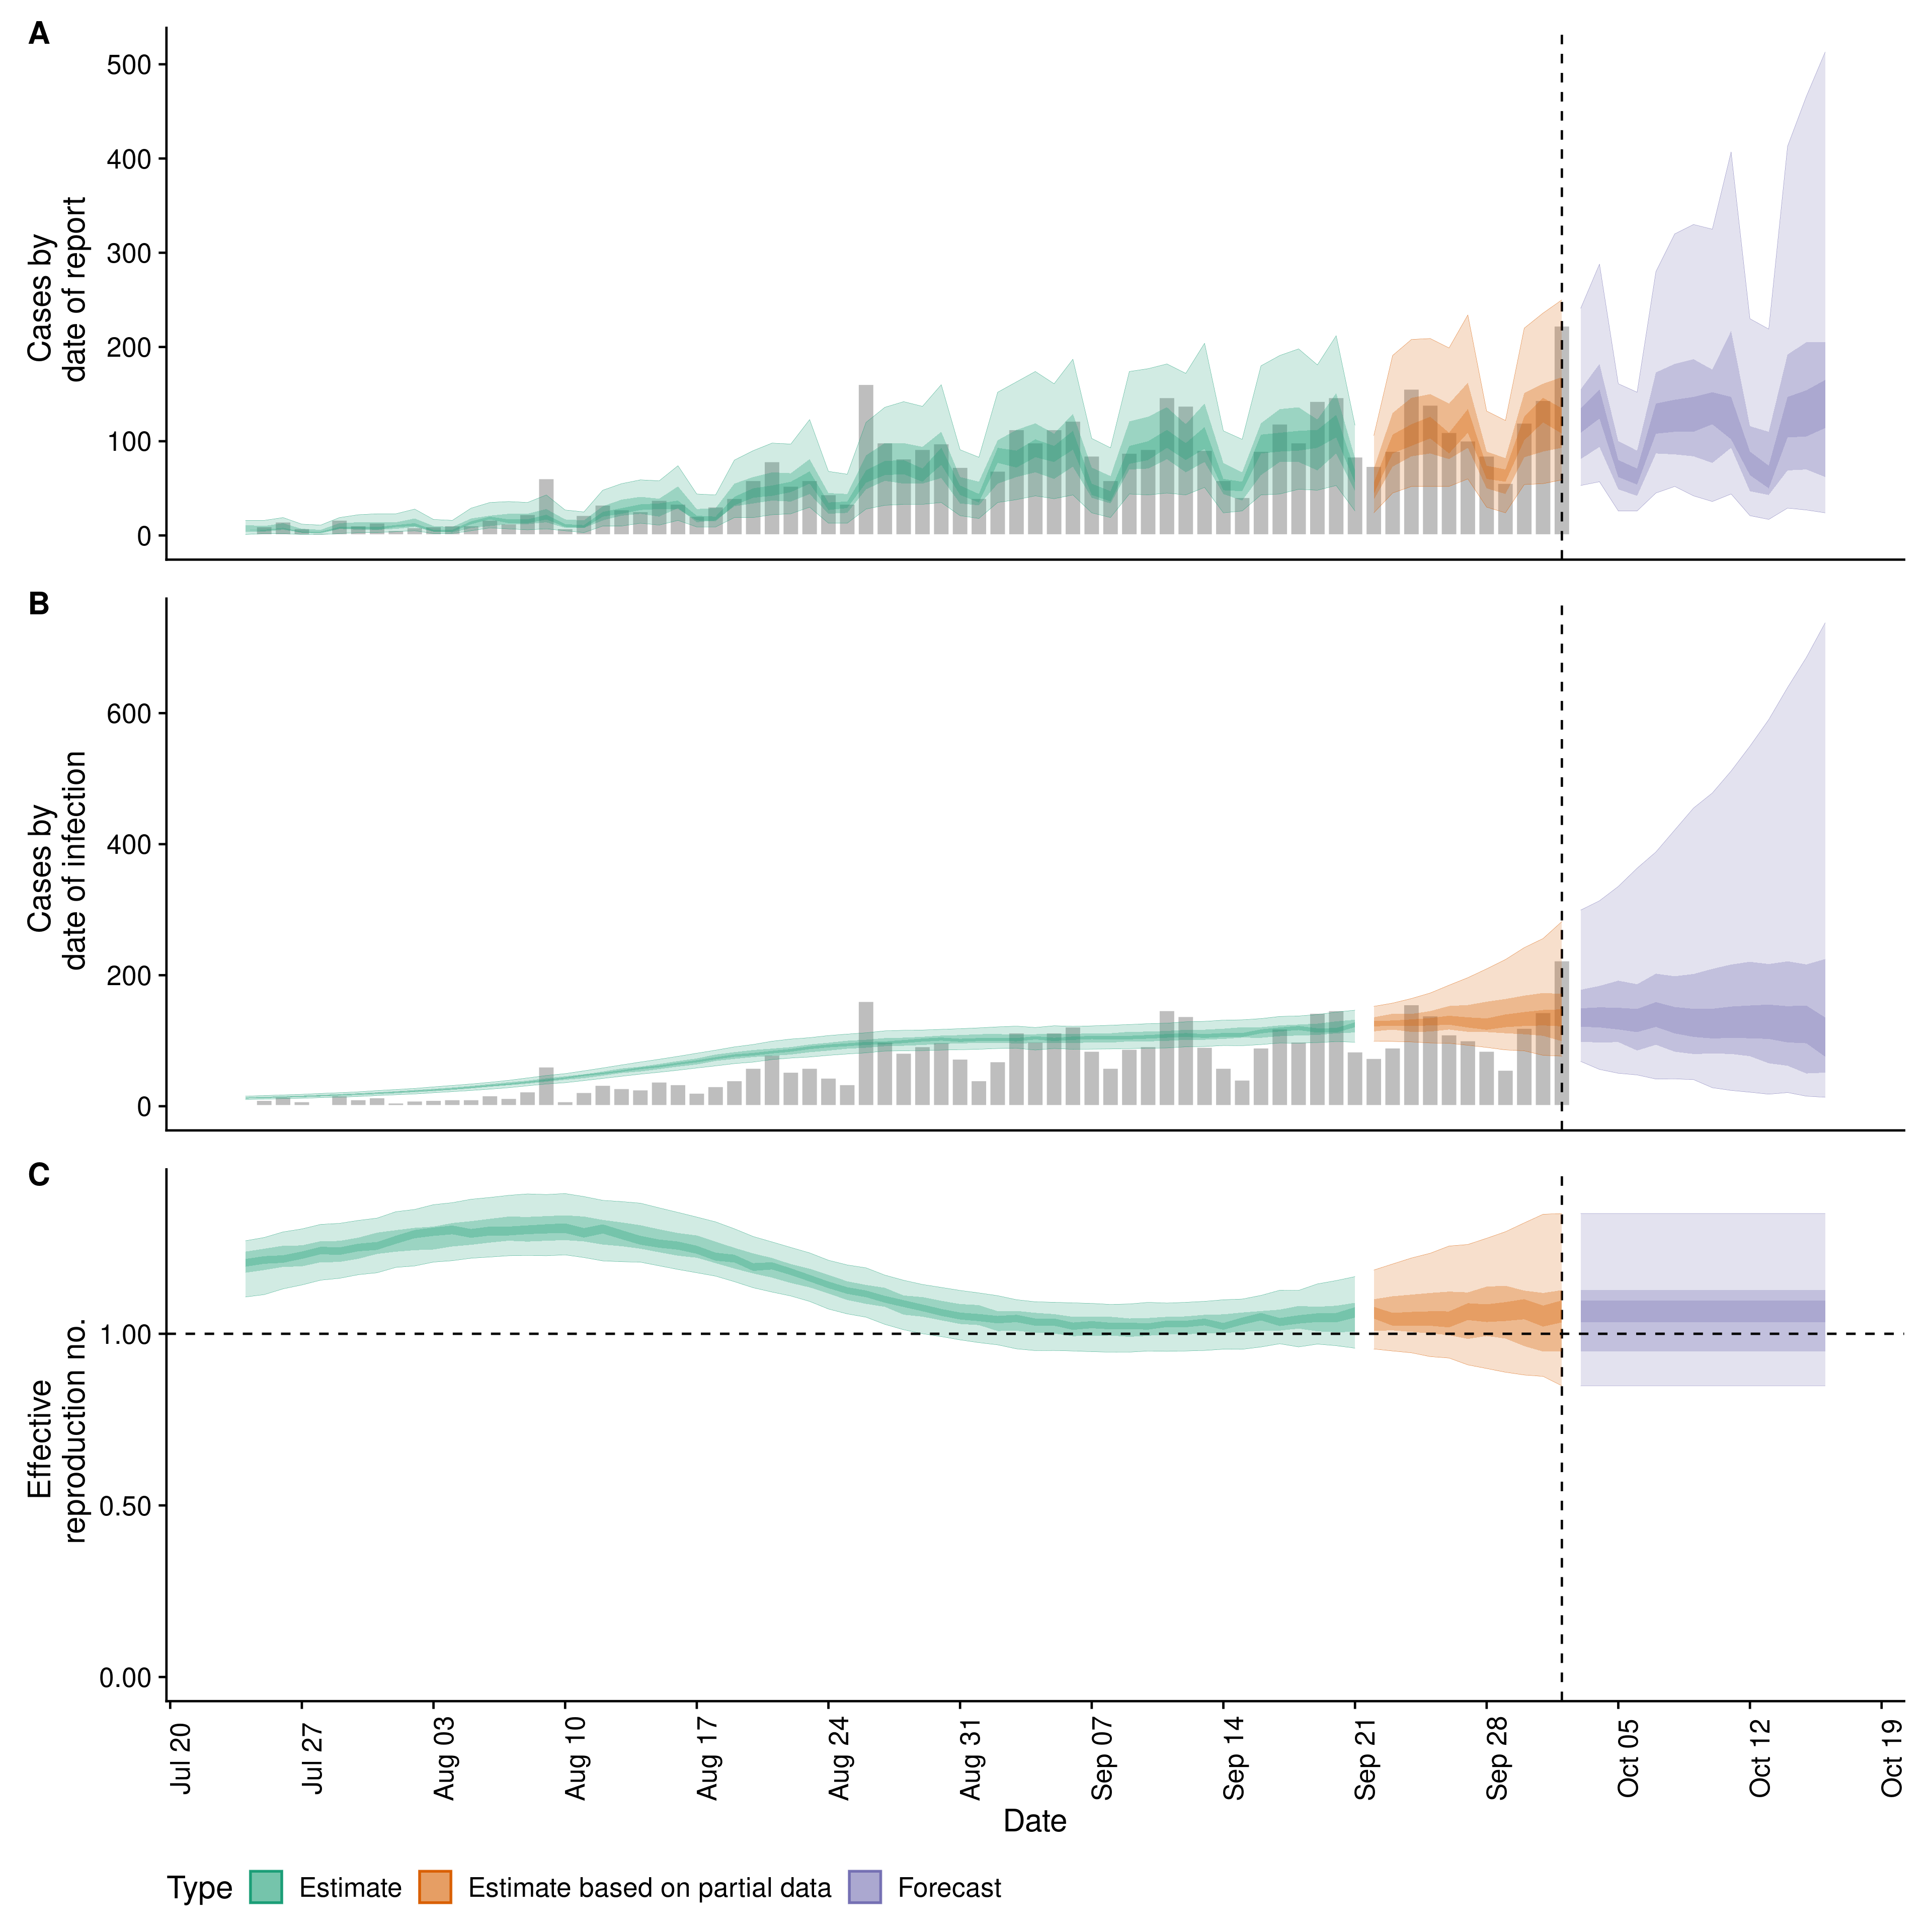 A
Cases by
date of report
500
400
300
200
100
0
B
Cases by
date of infection
600
400
200
0
C
Effective
reproduction no.
1.00
0.50
0.00
Jul 20
Jul 27
Aug 03
Aug 10
Aug 17
Aug 24
Aug 31
Sep 07
Sep 14
Sep 21
Sep 28
Oct 05
Oct 12
Oct 19
Date
Type Estimate Estimate based on partial data Forecast